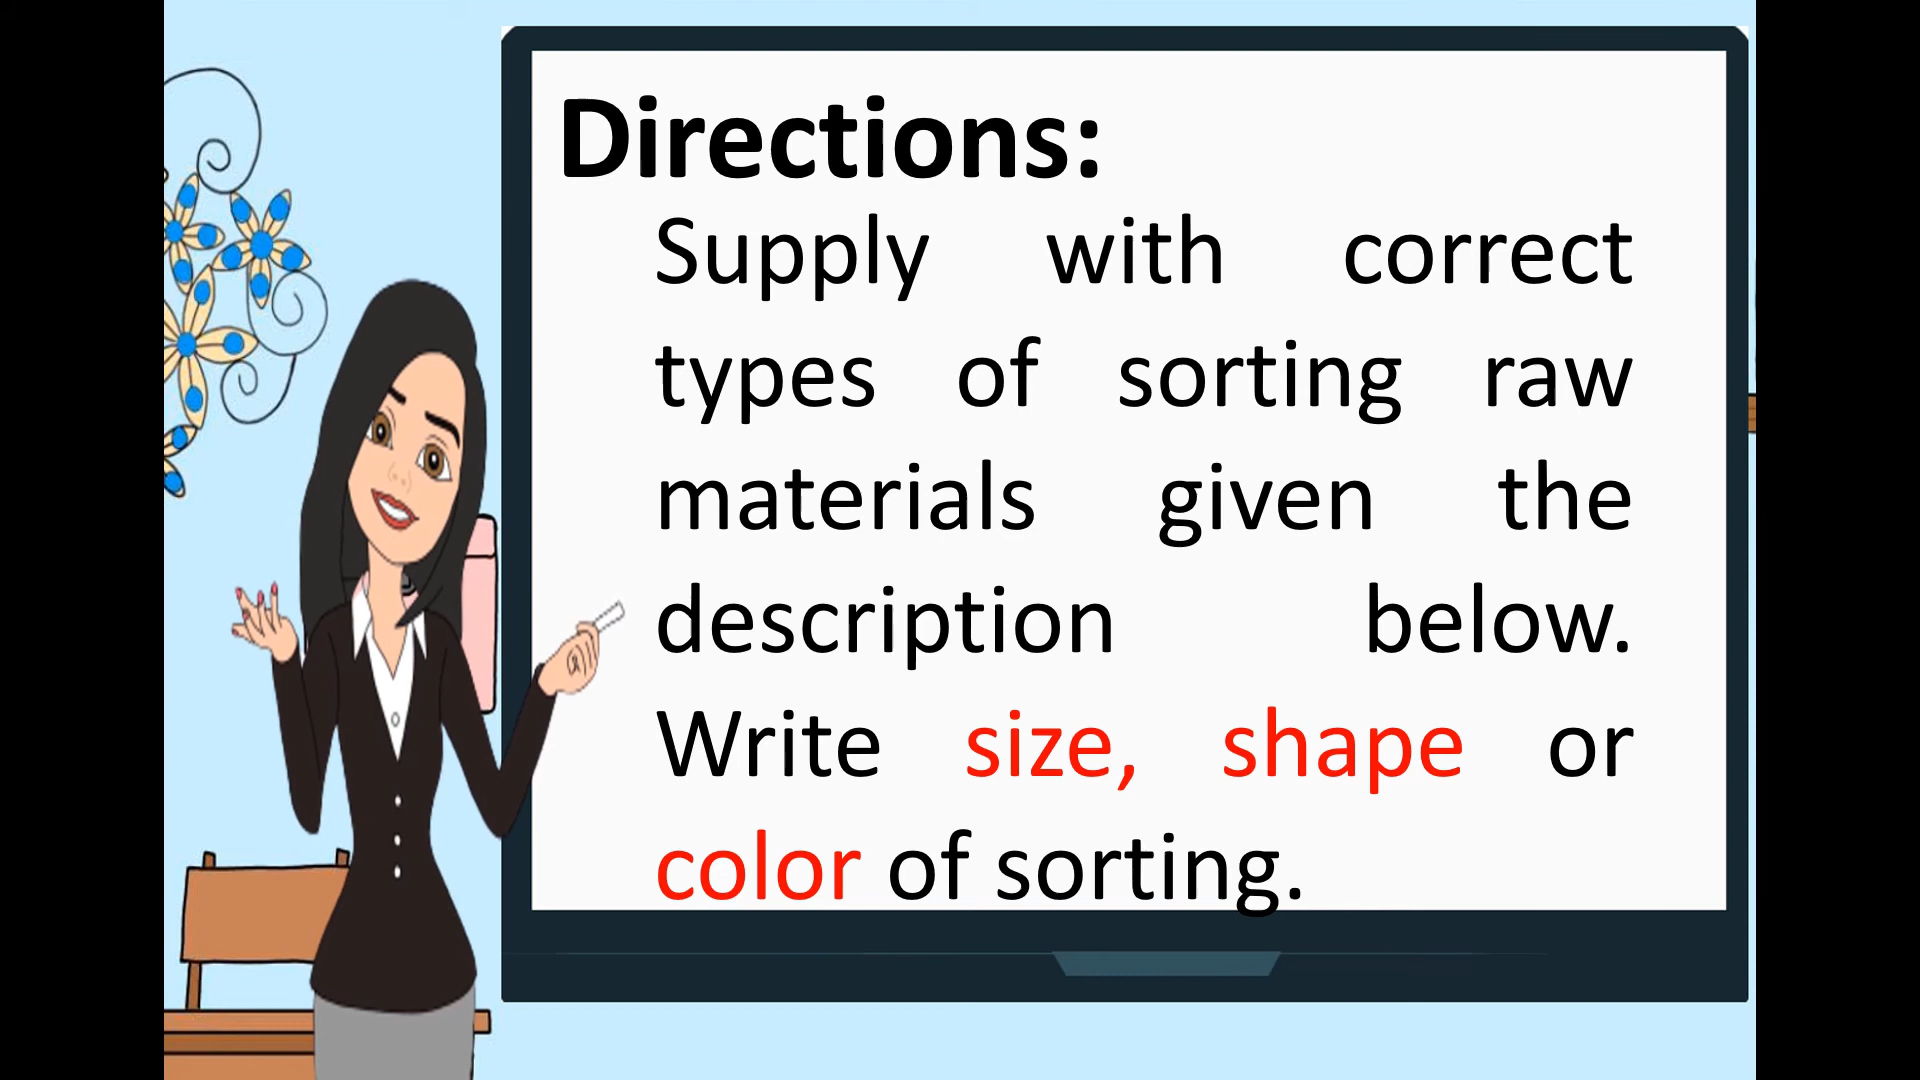 Directions:
Supply with correct
types of sorting raw
materials given the
description below.
Write size, shape or
color of sorting.